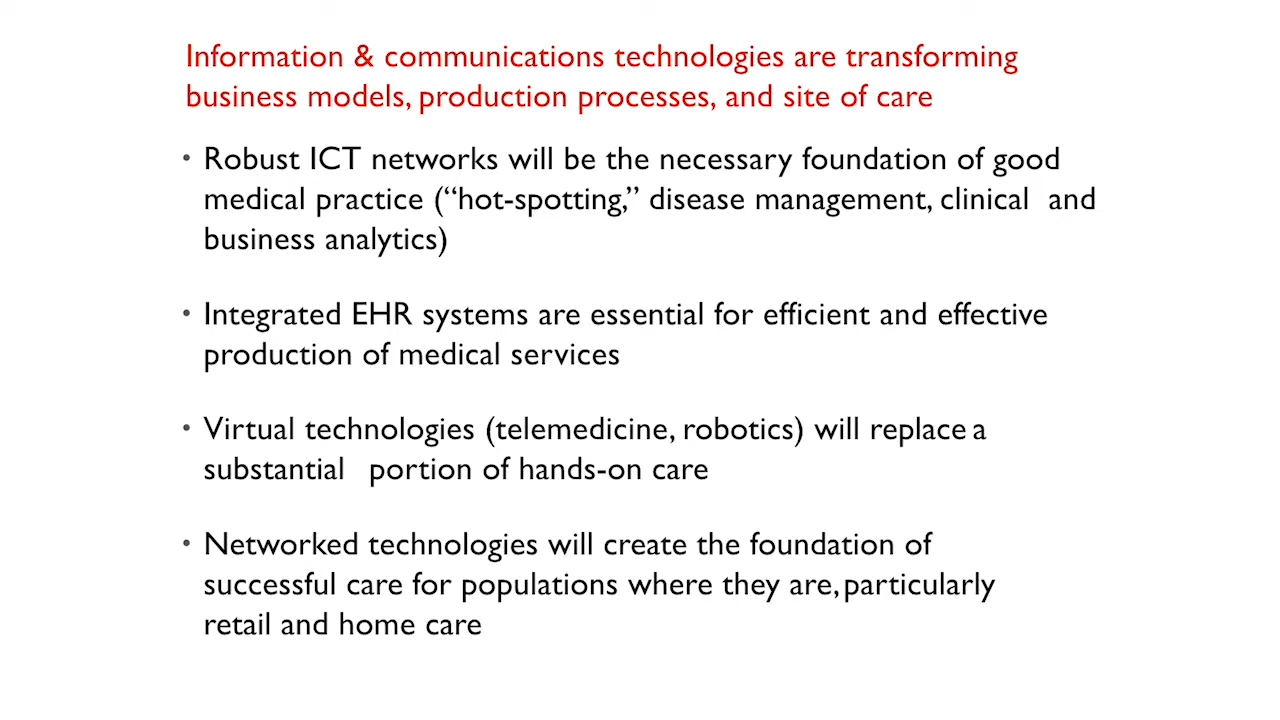 Information & communications technologies are transforming
business models, production processes, and site of care
• Robust ICT networks will be the necessary foundation of good
medical practice (“hot-spotting,” disease management, clinical and
business analytics)
• Integrated EHR systems are essential for efficient and effective
production of medical services
• Virtual technologies (telemedicine, robotics) will replace a
substantial portion of hands-on care
• Networked technologies will create the foundation of
successful care for populations where they are, particularly
retail and home care